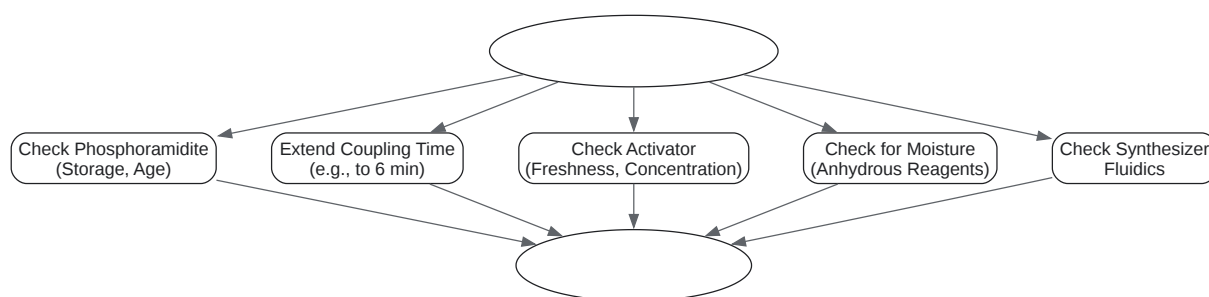 Check Phosphoramidite
(Storage, Age)
Extend Coupling Time
(e.g., to 6 min)
Check Activator
(Freshness, Concentration)
Check for Moisture
(Anhydrous Reagents)
Check Synthesizer
Fluidics